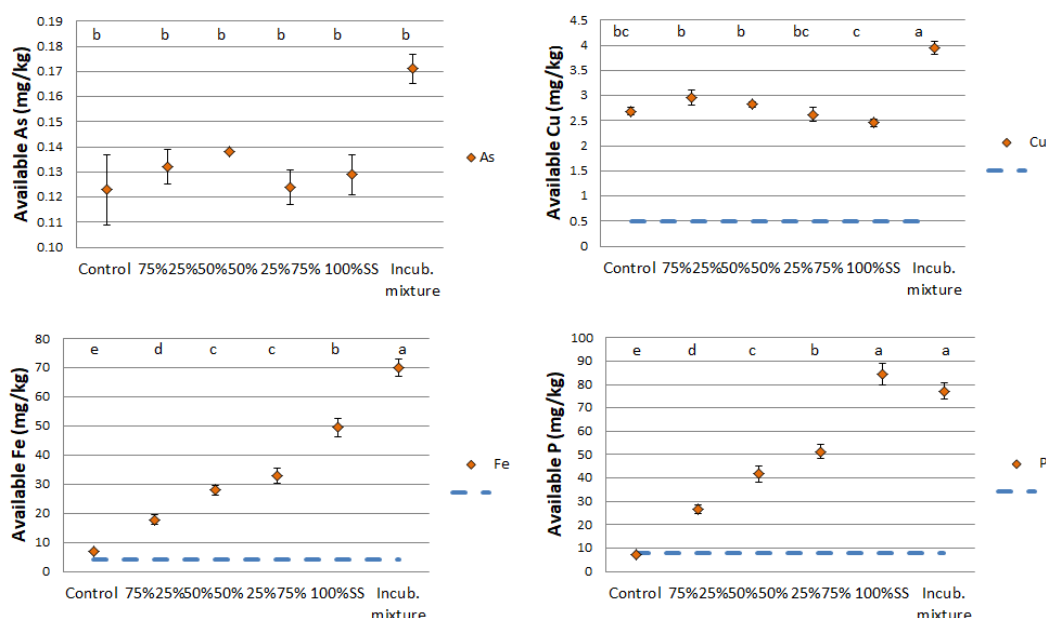 Available As (mg/kg)
0.19
0.18
0.17
0.16
0.15
0.14
0.13
0.12
0.11
0.10
b b b b b b
As
Control 75%25% 50%50% 25%75% 100%SS Incub.
mixture
Available Cu (mg/kg)
4.5
4
3.5
3
2.5
2
1.5
1
0.5
0
bc b b bc c a
Cu
Control 75%25% 50%50% 25%75% 100%SS Incub.
mixture
Available Fe (mg/kg)
80
70
60
50
40
30
20
10
0
e d c c b a
Fe
Control 75%25% 50%50% 25%75% 100%SS Incub.
mixture
Available P (mg/kg)
100
90
80
70
60
50
40
30
20
10
0
e d c b a a
P
Control 75%25% 50%50% 25%75% 100%SS Incub.
mixture